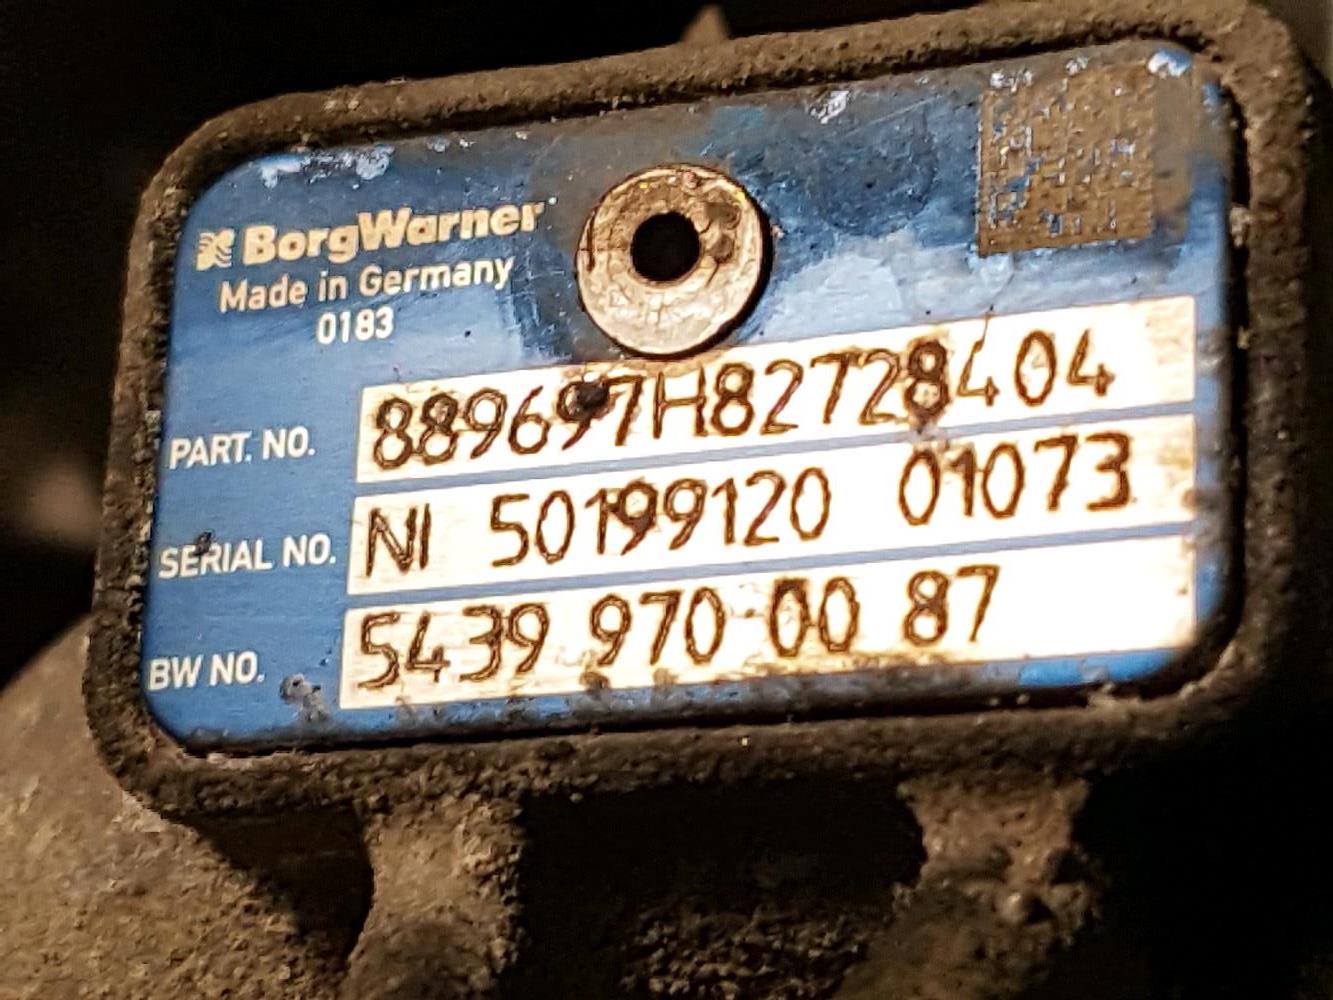 BorgWarner
Made in Germany
0183
PART. NO. 889697H82728404
SERIAL NO. NI 50199120 01073
BW NO. 5439 970 00 87